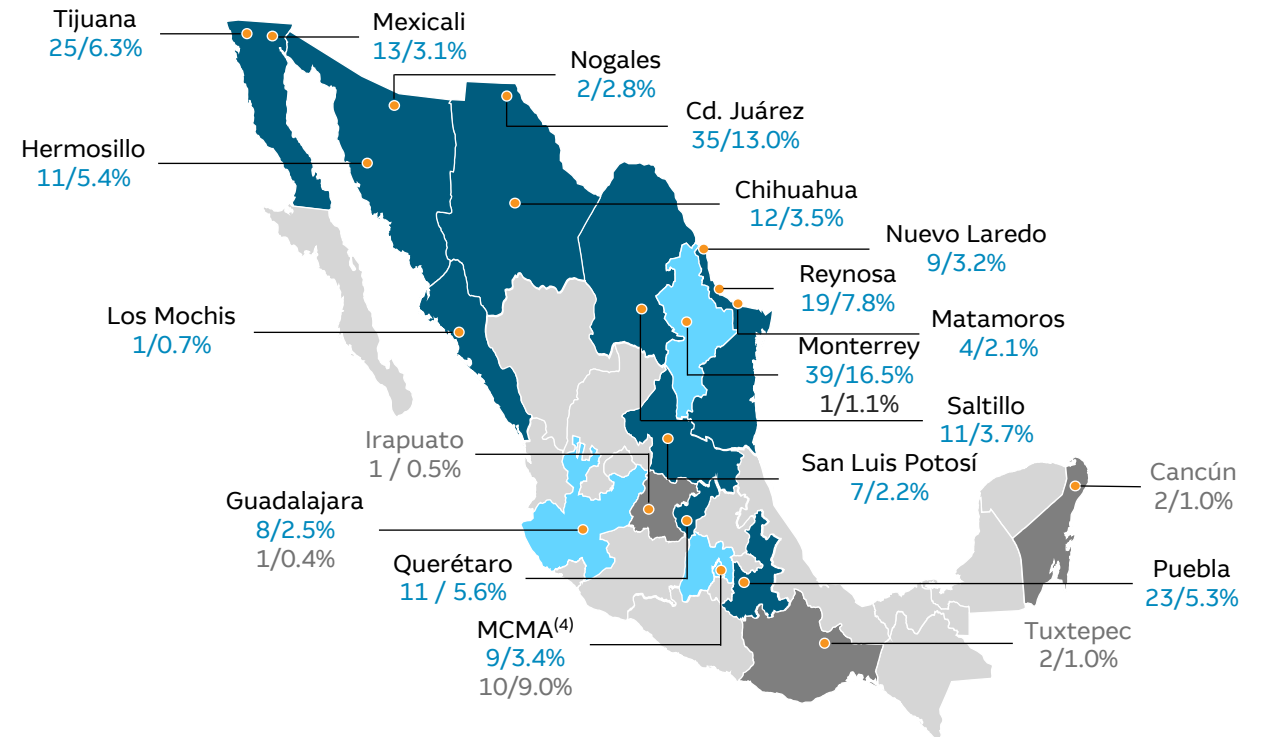 Tijuana
25/6.3%
Mexicali
13/3.1%
Nogales
2/2.8%
Cd. Juárez
35/13.0%
Hermosillo
11/5.4%
Chihuahua
12/3.5%
Nuevo Laredo
9/3.2%
Reynosa
19/7.8%
Los Mochis
1/0.7%
Matamoros
4/2.1%
Monterrey
39/16.5%
1/1.1%
Saltillo
11/3.7%
Irapuato
1 / 0.5%
San Luis Potosí
7/2.2%
Cancún
2/1.0%
Guadalajara
8/2.5%
1/0.4%
Querétaro
11 / 5.6%
Puebla
23/5.3%
MCMA(4)
9/3.4%
10/9.0%
Tuxtepec
2/1.0%